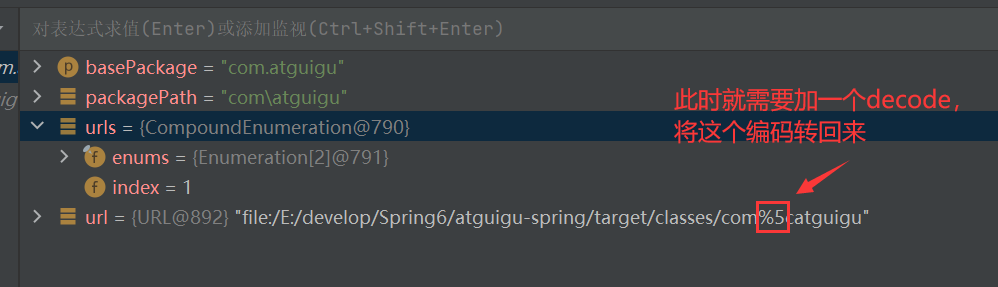 对表达式求值(Enter)或添加监视(Ctrl+Shift+Enter)
m.
ig
basePackage = "com.atguigu"
packagePath = "com\atguigu"
urls = {CompoundEnumeration@790}
enums = {Enumeration[2]@791}
index = 1
url = {URL@892} "file:/E:/develop/Spring6/atguigu-spring/target/classes/com%5catguigu"
此时就需要加一个decode，
将这个编码转回来